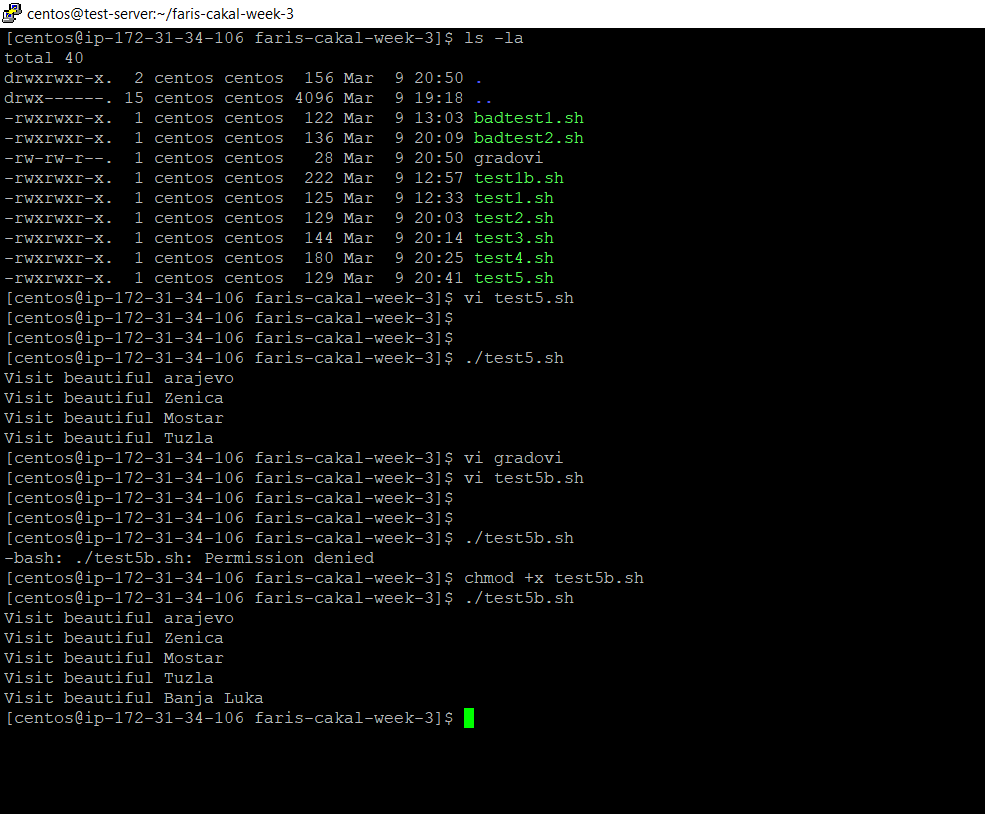 centos@test-server:~/faris-cakal-week-3
[centos@ip-172-31-34-106 faris-cakal-week-3]$ ls -la
total 40
drwxrwxr-x.  2 centos centos  156 Mar  9 20:50 .
drwx------. 15 centos centos 4096 Mar  9 19:18 ..
-rwxrwxr-x.  1 centos centos  122 Mar  9 13:03 badtest1.sh
-rwxrwxr-x.  1 centos centos  136 Mar  9 20:09 badtest2.sh
-rw-rw-r--.  1 centos centos   28 Mar  9 20:50 gradovi
-rwxrwxr-x.  1 centos centos  222 Mar  9 12:57 test1b.sh
-rwxrwxr-x.  1 centos centos  125 Mar  9 12:33 test1.sh
-rwxrwxr-x.  1 centos centos  129 Mar  9 20:03 test2.sh
-rwxrwxr-x.  1 centos centos  144 Mar  9 20:14 test3.sh
-rwxrwxr-x.  1 centos centos  180 Mar  9 20:25 test4.sh
-rwxrwxr-x.  1 centos centos  129 Mar  9 20:41 test5.sh
[centos@ip-172-31-34-106 faris-cakal-week-3]$ vi test5.sh
[centos@ip-172-31-34-106 faris-cakal-week-3]$
[centos@ip-172-31-34-106 faris-cakal-week-3]$
[centos@ip-172-31-34-106 faris-cakal-week-3]$ ./test5.sh
Visit beautiful arajevo
Visit beautiful Zenica
Visit beautiful Mostar
Visit beautiful Tuzla
[centos@ip-172-31-34-106 faris-cakal-week-3]$ vi gradovi
[centos@ip-172-31-34-106 faris-cakal-week-3]$ vi test5b.sh
[centos@ip-172-31-34-106 faris-cakal-week-3]$
[centos@ip-172-31-34-106 faris-cakal-week-3]$
[centos@ip-172-31-34-106 faris-cakal-week-3]$ ./test5b.sh
-bash: ./test5b.sh: Permission denied
[centos@ip-172-31-34-106 faris-cakal-week-3]$ chmod +x test5b.sh
[centos@ip-172-31-34-106 faris-cakal-week-3]$ ./test5b.sh
Visit beautiful arajevo
Visit beautiful Zenica
Visit beautiful Mostar
Visit beautiful Tuzla
Visit beautiful Banja Luka
[centos@ip-172-31-34-106 faris-cakal-week-3]$